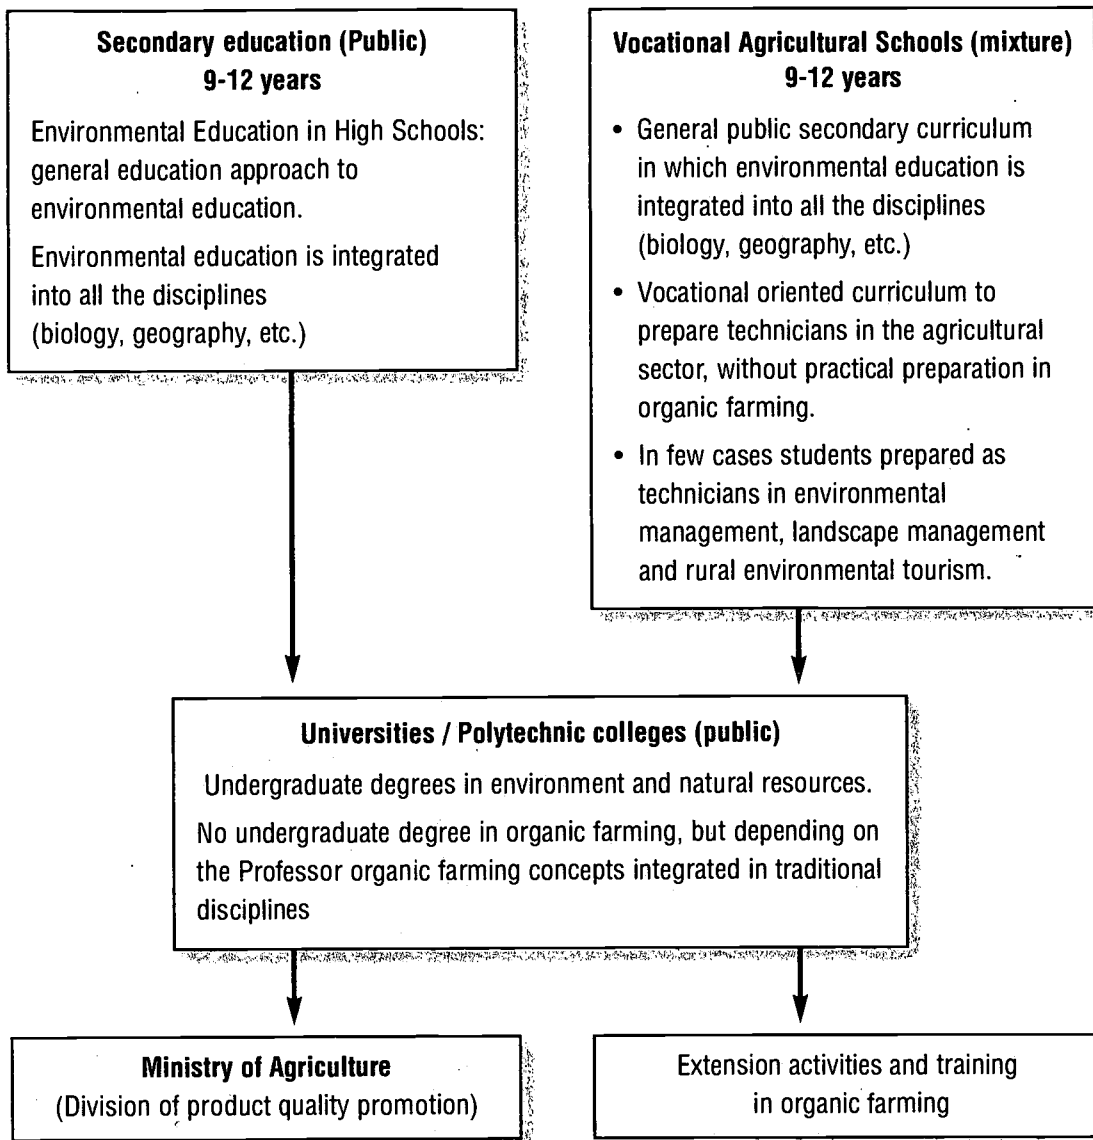 Secondary education (Public)
9-12 years
Environmental Education in High Schools:
general education approach to
environmental education.
Environmental education is integrated
into all the disciplines
(biology, geography, etc.)
Vocational Agricultural Schools (mixture)
9-12 years
• General public secondary curriculum
in which environmental education is
integrated into all the disciplines
(biology, geography, etc.)
• Vocational oriented curriculum to
prepare technicians in the agricultural
sector, without practical preparation in
organic farming.
• In few cases students prepared as
technicians in environmental
management, landscape management
and rural environmental tourism.
Universities / Polytechnic colleges (public)
Undergraduate degrees in environment and natural resources.
No undergraduate degree in organic farming, but depending on
the Professor organic farming concepts integrated in traditional
disciplines
Ministry of Agriculture
(Division of product quality promotion)
Extension activities and training
in organic farming